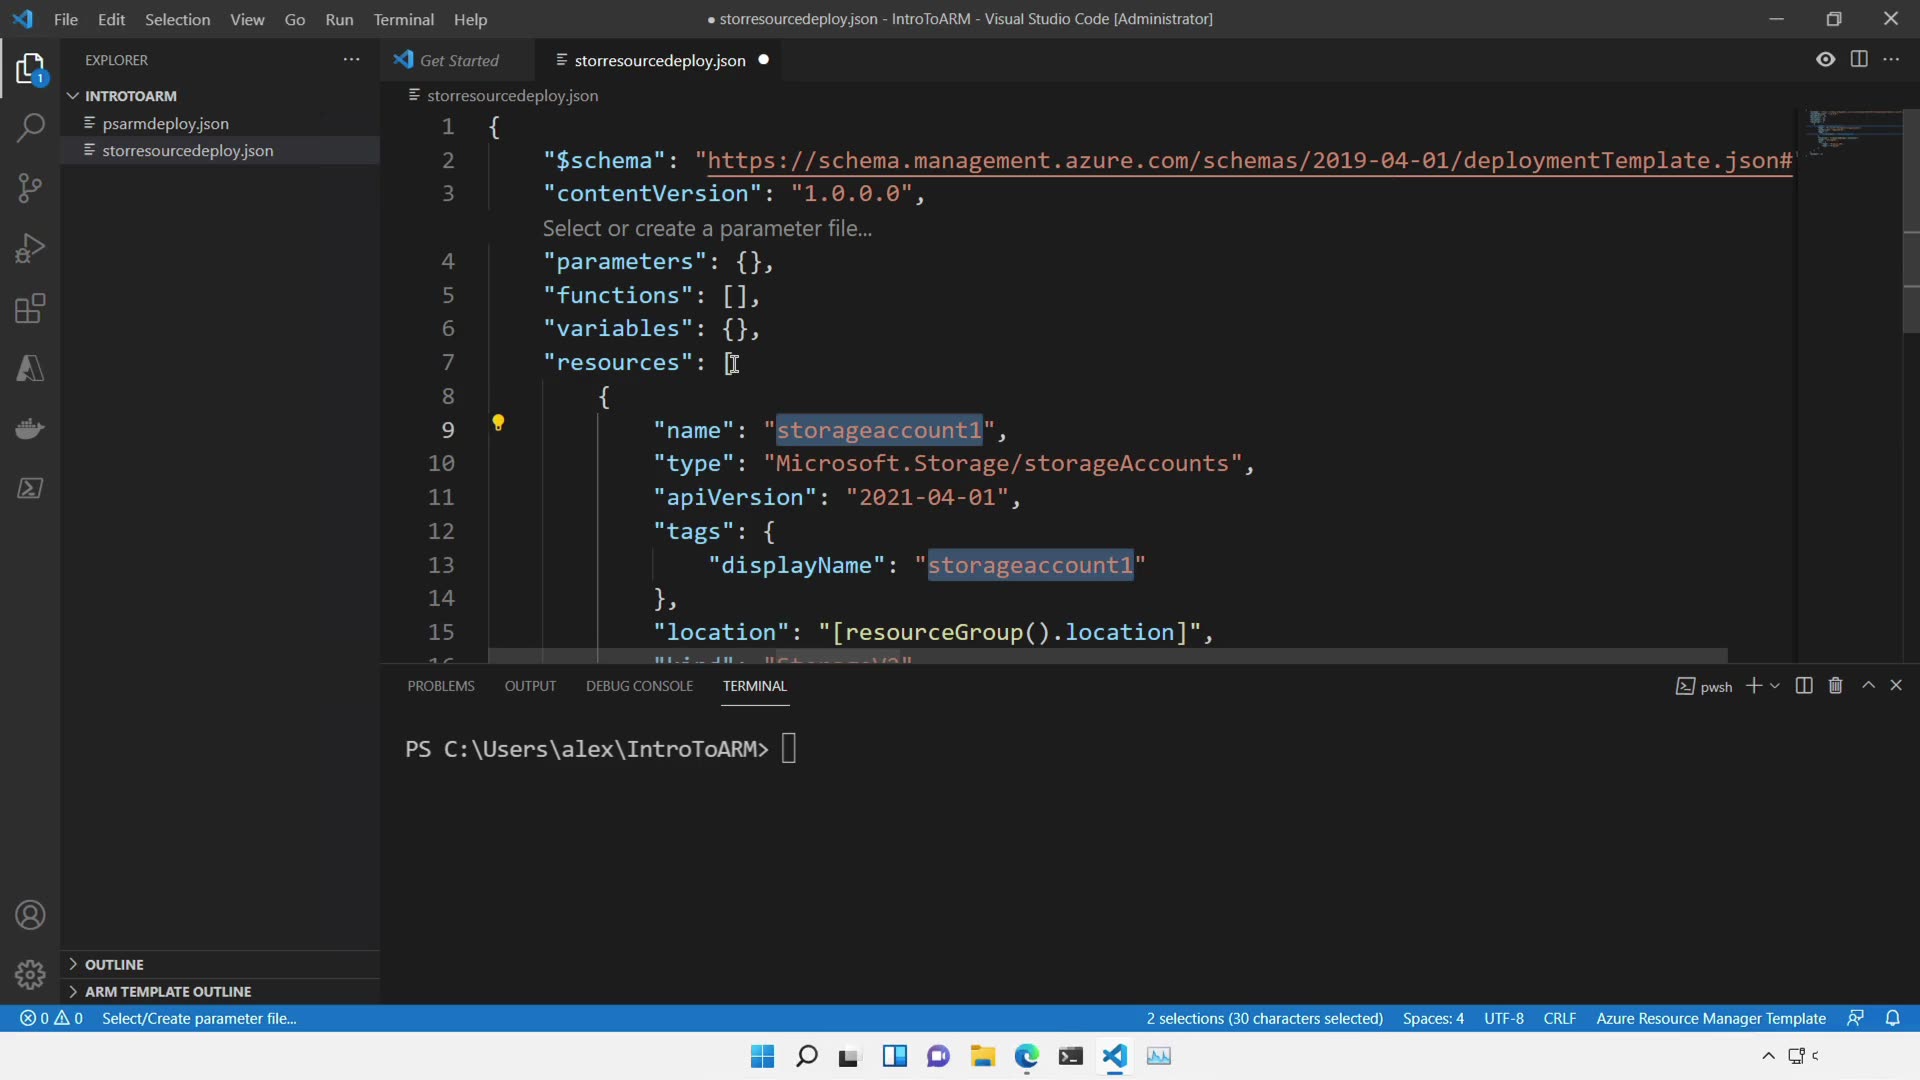 File Edit Selection View Go Run Terminal Help
● storresourcedeploy.json - IntroToARM - Visual Studio Code [Administrator]
EXPLORER
1
INTROTOARM
psarmdeploy.json
storresourcedeploy.json
Get Started
storresourcedeploy.json
storresourcedeploy.json
1 {
2 "$schema": "https://schema.management.azure.com/schemas/2019-04-01/deploymentTemplate.json#"
3 "contentVersion": "1.0.0.0",
Select or create a parameter file...
4 "parameters": {},
5 "functions": [],
6 "variables": {},
7 "resources": [
8 {
9 "name": "storageaccount1",
10 "type": "Microsoft.Storage/storageAccounts",
11 "apiVersion": "2021-04-01",
12 "tags": {
13 "displayName": "storageaccount1"
14 },
15 "location": "[resourceGroup().location]",
16 "kind": "StorageV2"
PROBLEMS OUTPUT DEBUG CONSOLE TERMINAL
pwsh
PS C:\Users\alex\IntroToARM>
OUTLINE
ARM TEMPLATE OUTLINE
0 0 Select/Create parameter file...
2 selections (30 characters selected) Spaces: 4 UTF-8 CRLF Azure Resource Manager Template